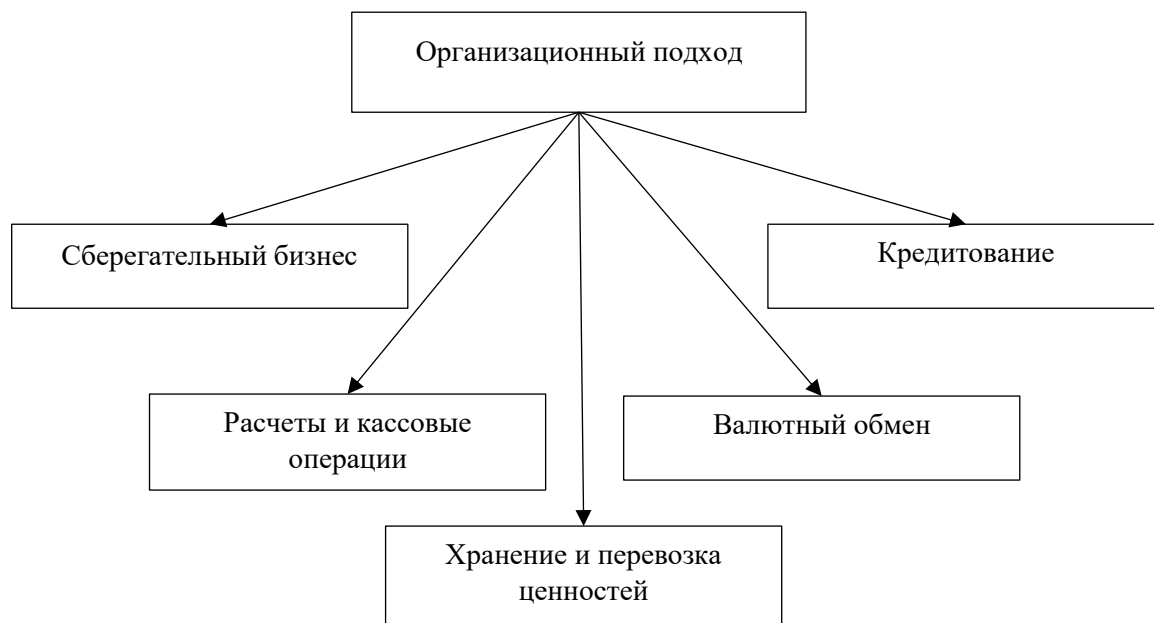 Организационный подход
Сберегательный бизнес
Кредитование
Расчеты и кассовые
операции
Валютный обмен
Хранение и перевозка
ценностей